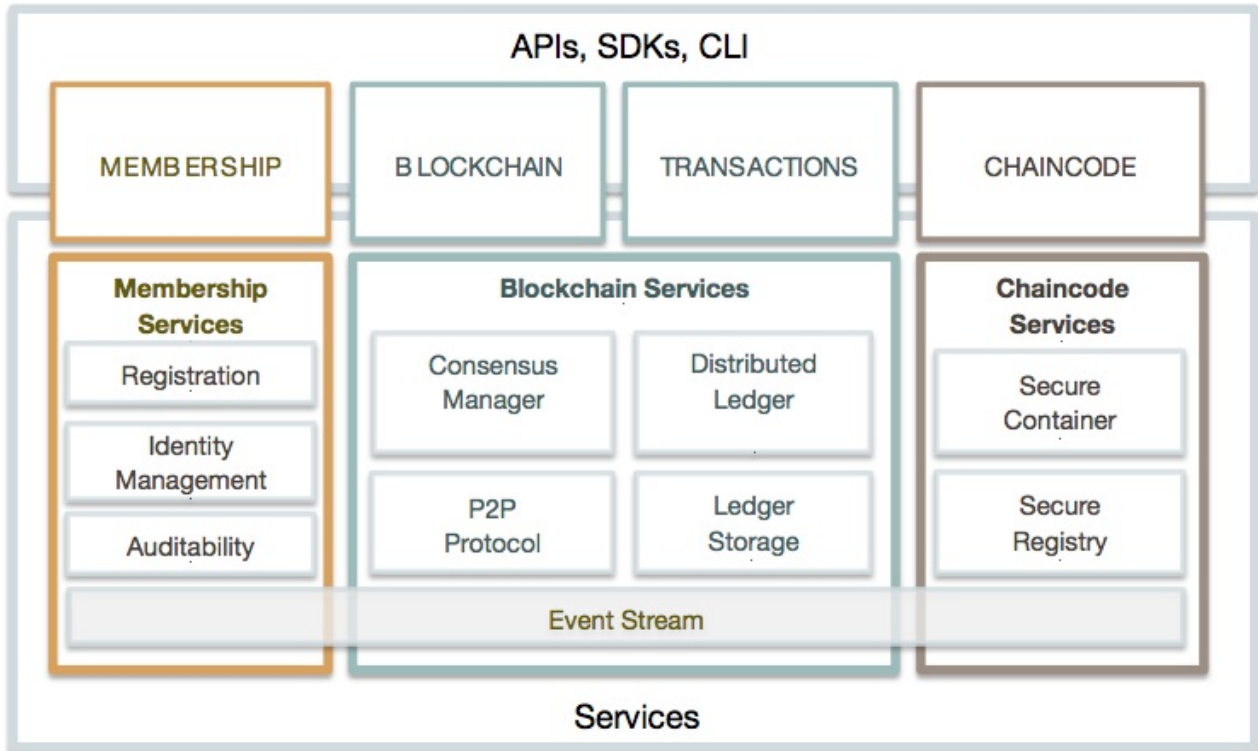 APIs, SDKs, CLI
MEMBERSHIP
BLOCKCHAIN
TRANSACTIONS
CHAINCODE
Membership
Services
Registration
Identity
Management
Auditability
Blockchain Services
Consensus
Manager
Distributed
Ledger
P2P
Protocol
Ledger
Storage
Chaincode
Services
Secure
Container
Secure
Registry
Event Stream
Services